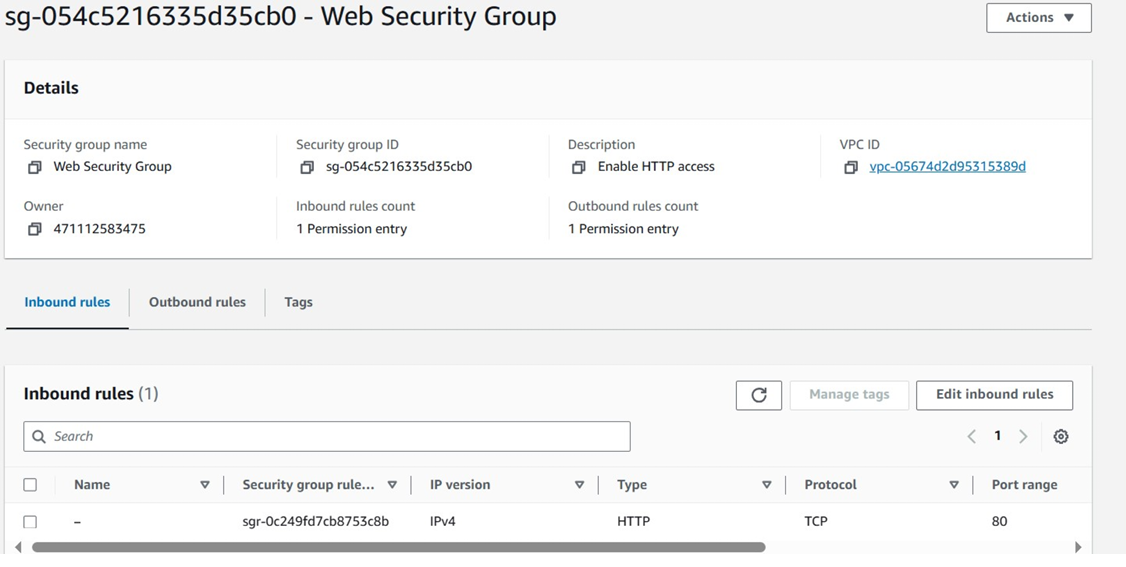 sg-054c5216335d35cb0 - Web Security Group
Actions
Details
Security group name
Security group ID
Description
VPC ID
Web Security Group
sg-054c5216335d35cb0
Enable HTTP access
vpc-05674d2d95315389d
Owner
Inbound rules count
Outbound rules count
471112583475
1 Permission entry
1 Permission entry
Inbound rules
Outbound rules
Tags
Inbound rules (1)
Manage tags
Edit inbound rules
Search
1
Name
Security group rule...
IP version
Type
Protocol
Port range
–
sgr-0c249fd7cb8753c8b
IPv4
HTTP
TCP
80